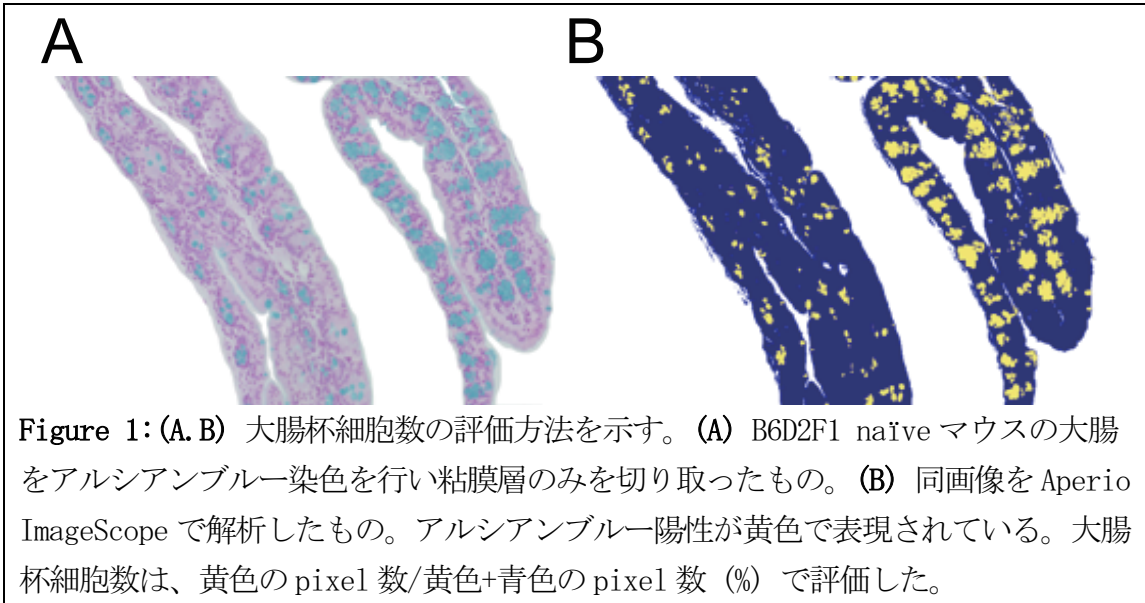 A B
Figure 1:(A.B) 大腸杯細胞数の評価方法を示す。(A) B6D2F1 naïve マウスの大腸
をアルシアンブルー染色を行い粘膜層のみを切り取ったもの。(B) 同画像を Aperio
ImageScope で解析したもの。アルシアンブルー陽性が黄色で表現されている。大腸
杯細胞数は、黄色の pixel 数/黄色+青色の pixel 数 (%) で評価した。